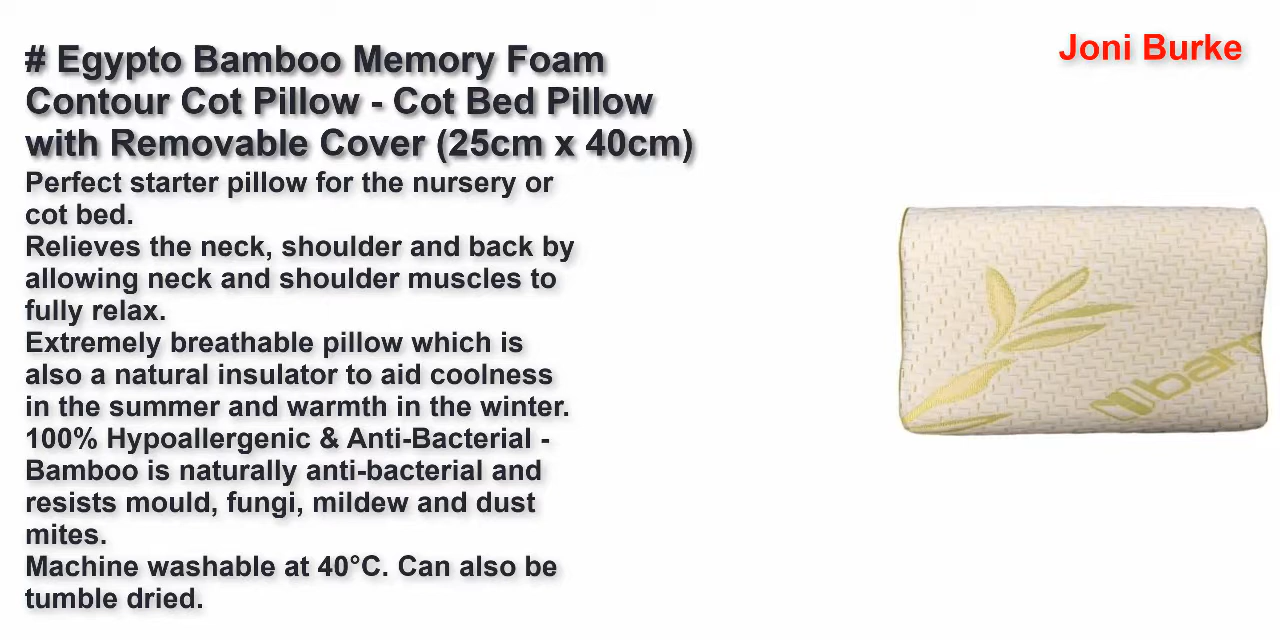 # Egypto Bamboo Memory Foam
Contour Cot Pillow - Cot Bed Pillow
with Removable Cover (25cm x 40cm)
Perfect starter pillow for the nursery or
cot bed.
Relieves the neck, shoulder and back by
allowing neck and shoulder muscles to
fully relax.
Extremely breathable pillow which is
also a natural insulator to aid coolness
in the summer and warmth in the winter.
100% Hypoallergenic & Anti-Bacterial -
Bamboo is naturally anti-bacterial and
resists mould, fungi, mildew and dust
mites.
Machine washable at 40°C. Can also be
tumble dried.
Joni Burke